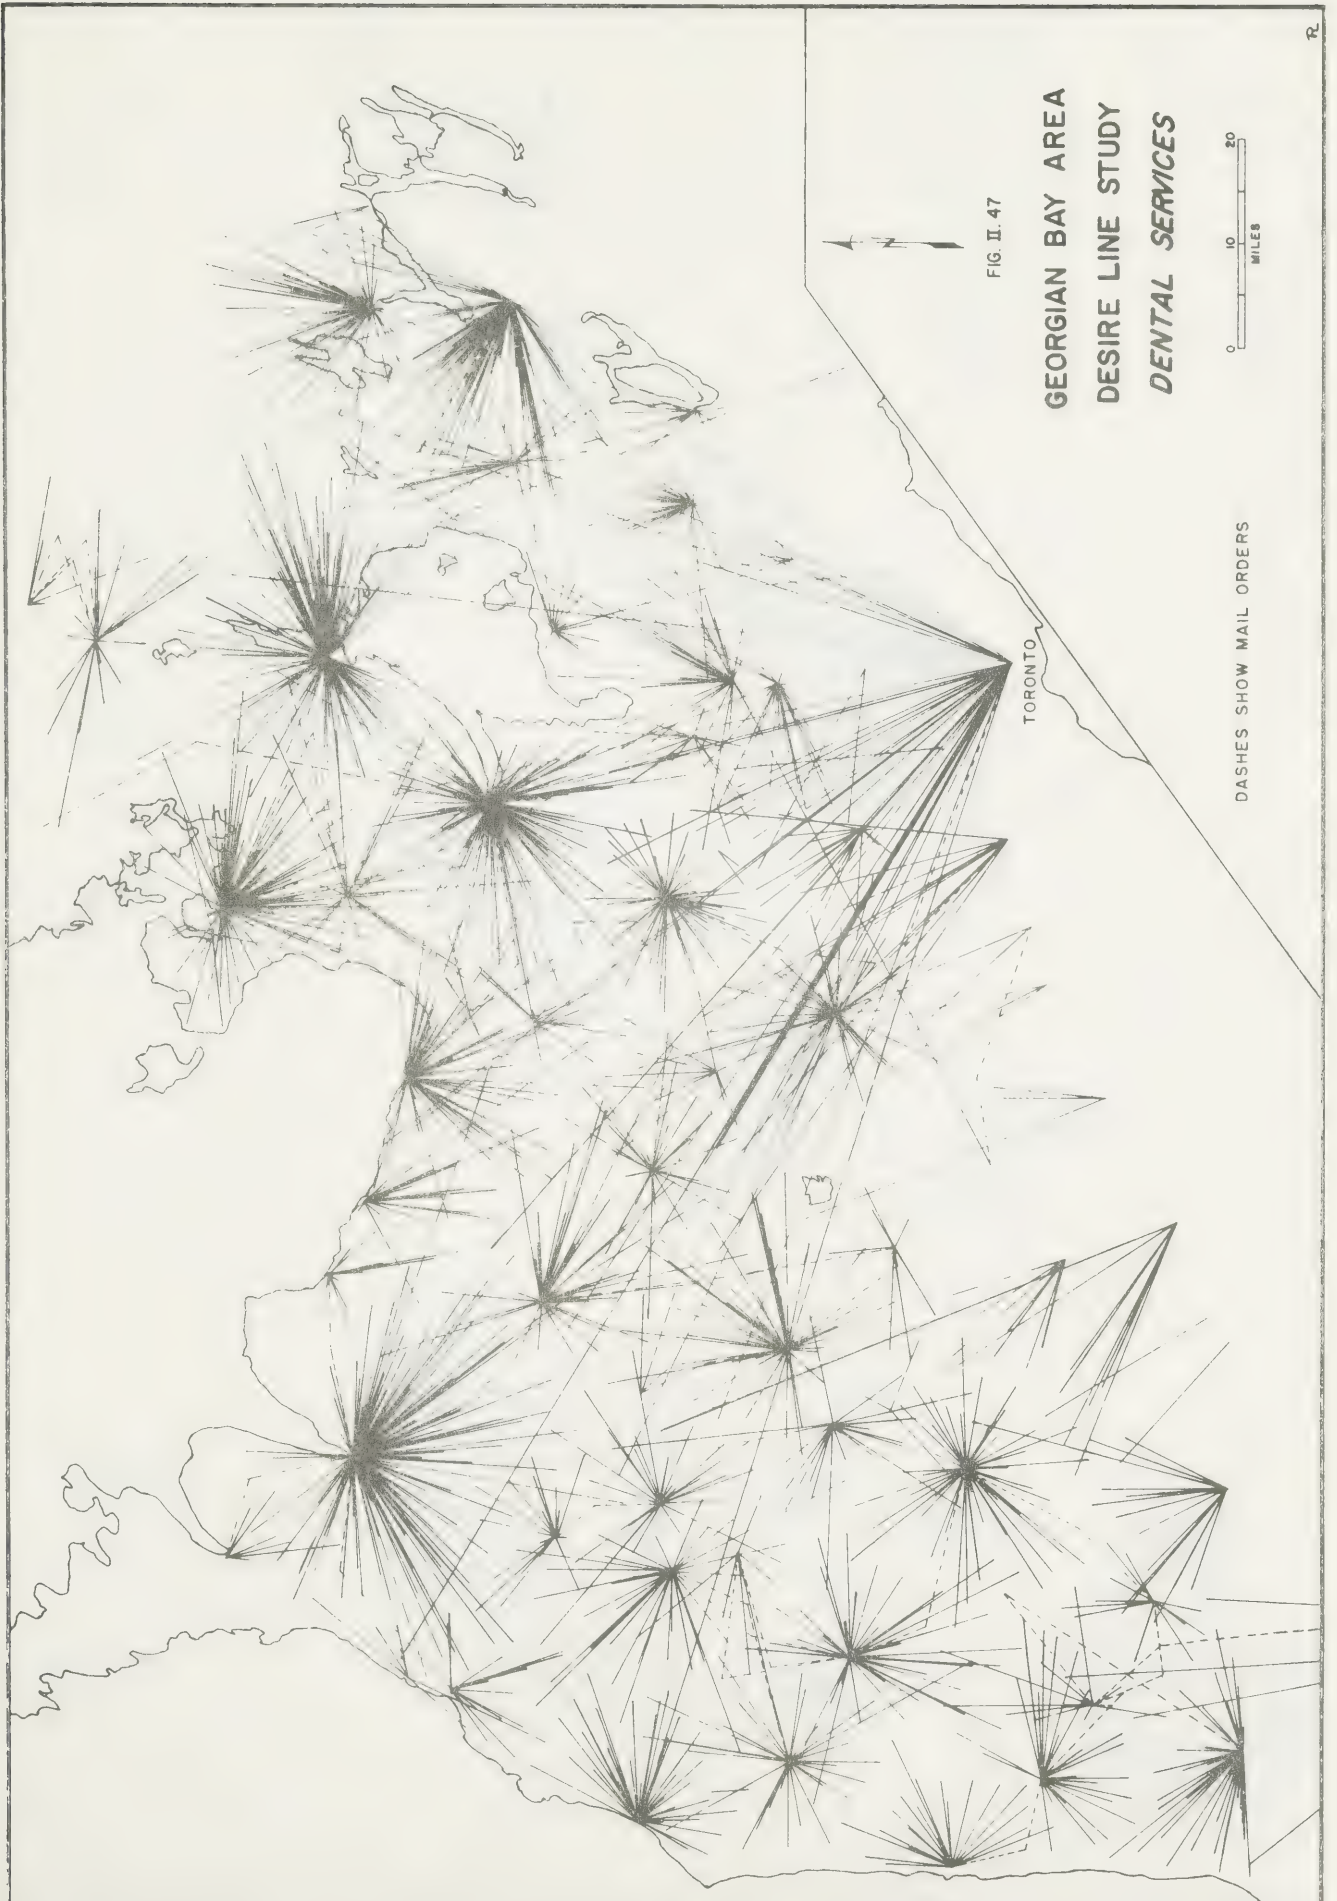 FIG. II. 47
GEORGIAN BAY AREA
DESIRE LINE STUDY
DENTAL SERVICES
0 10 20
MILES
TORONTO
DASHES SHOW MAIL ORDERS